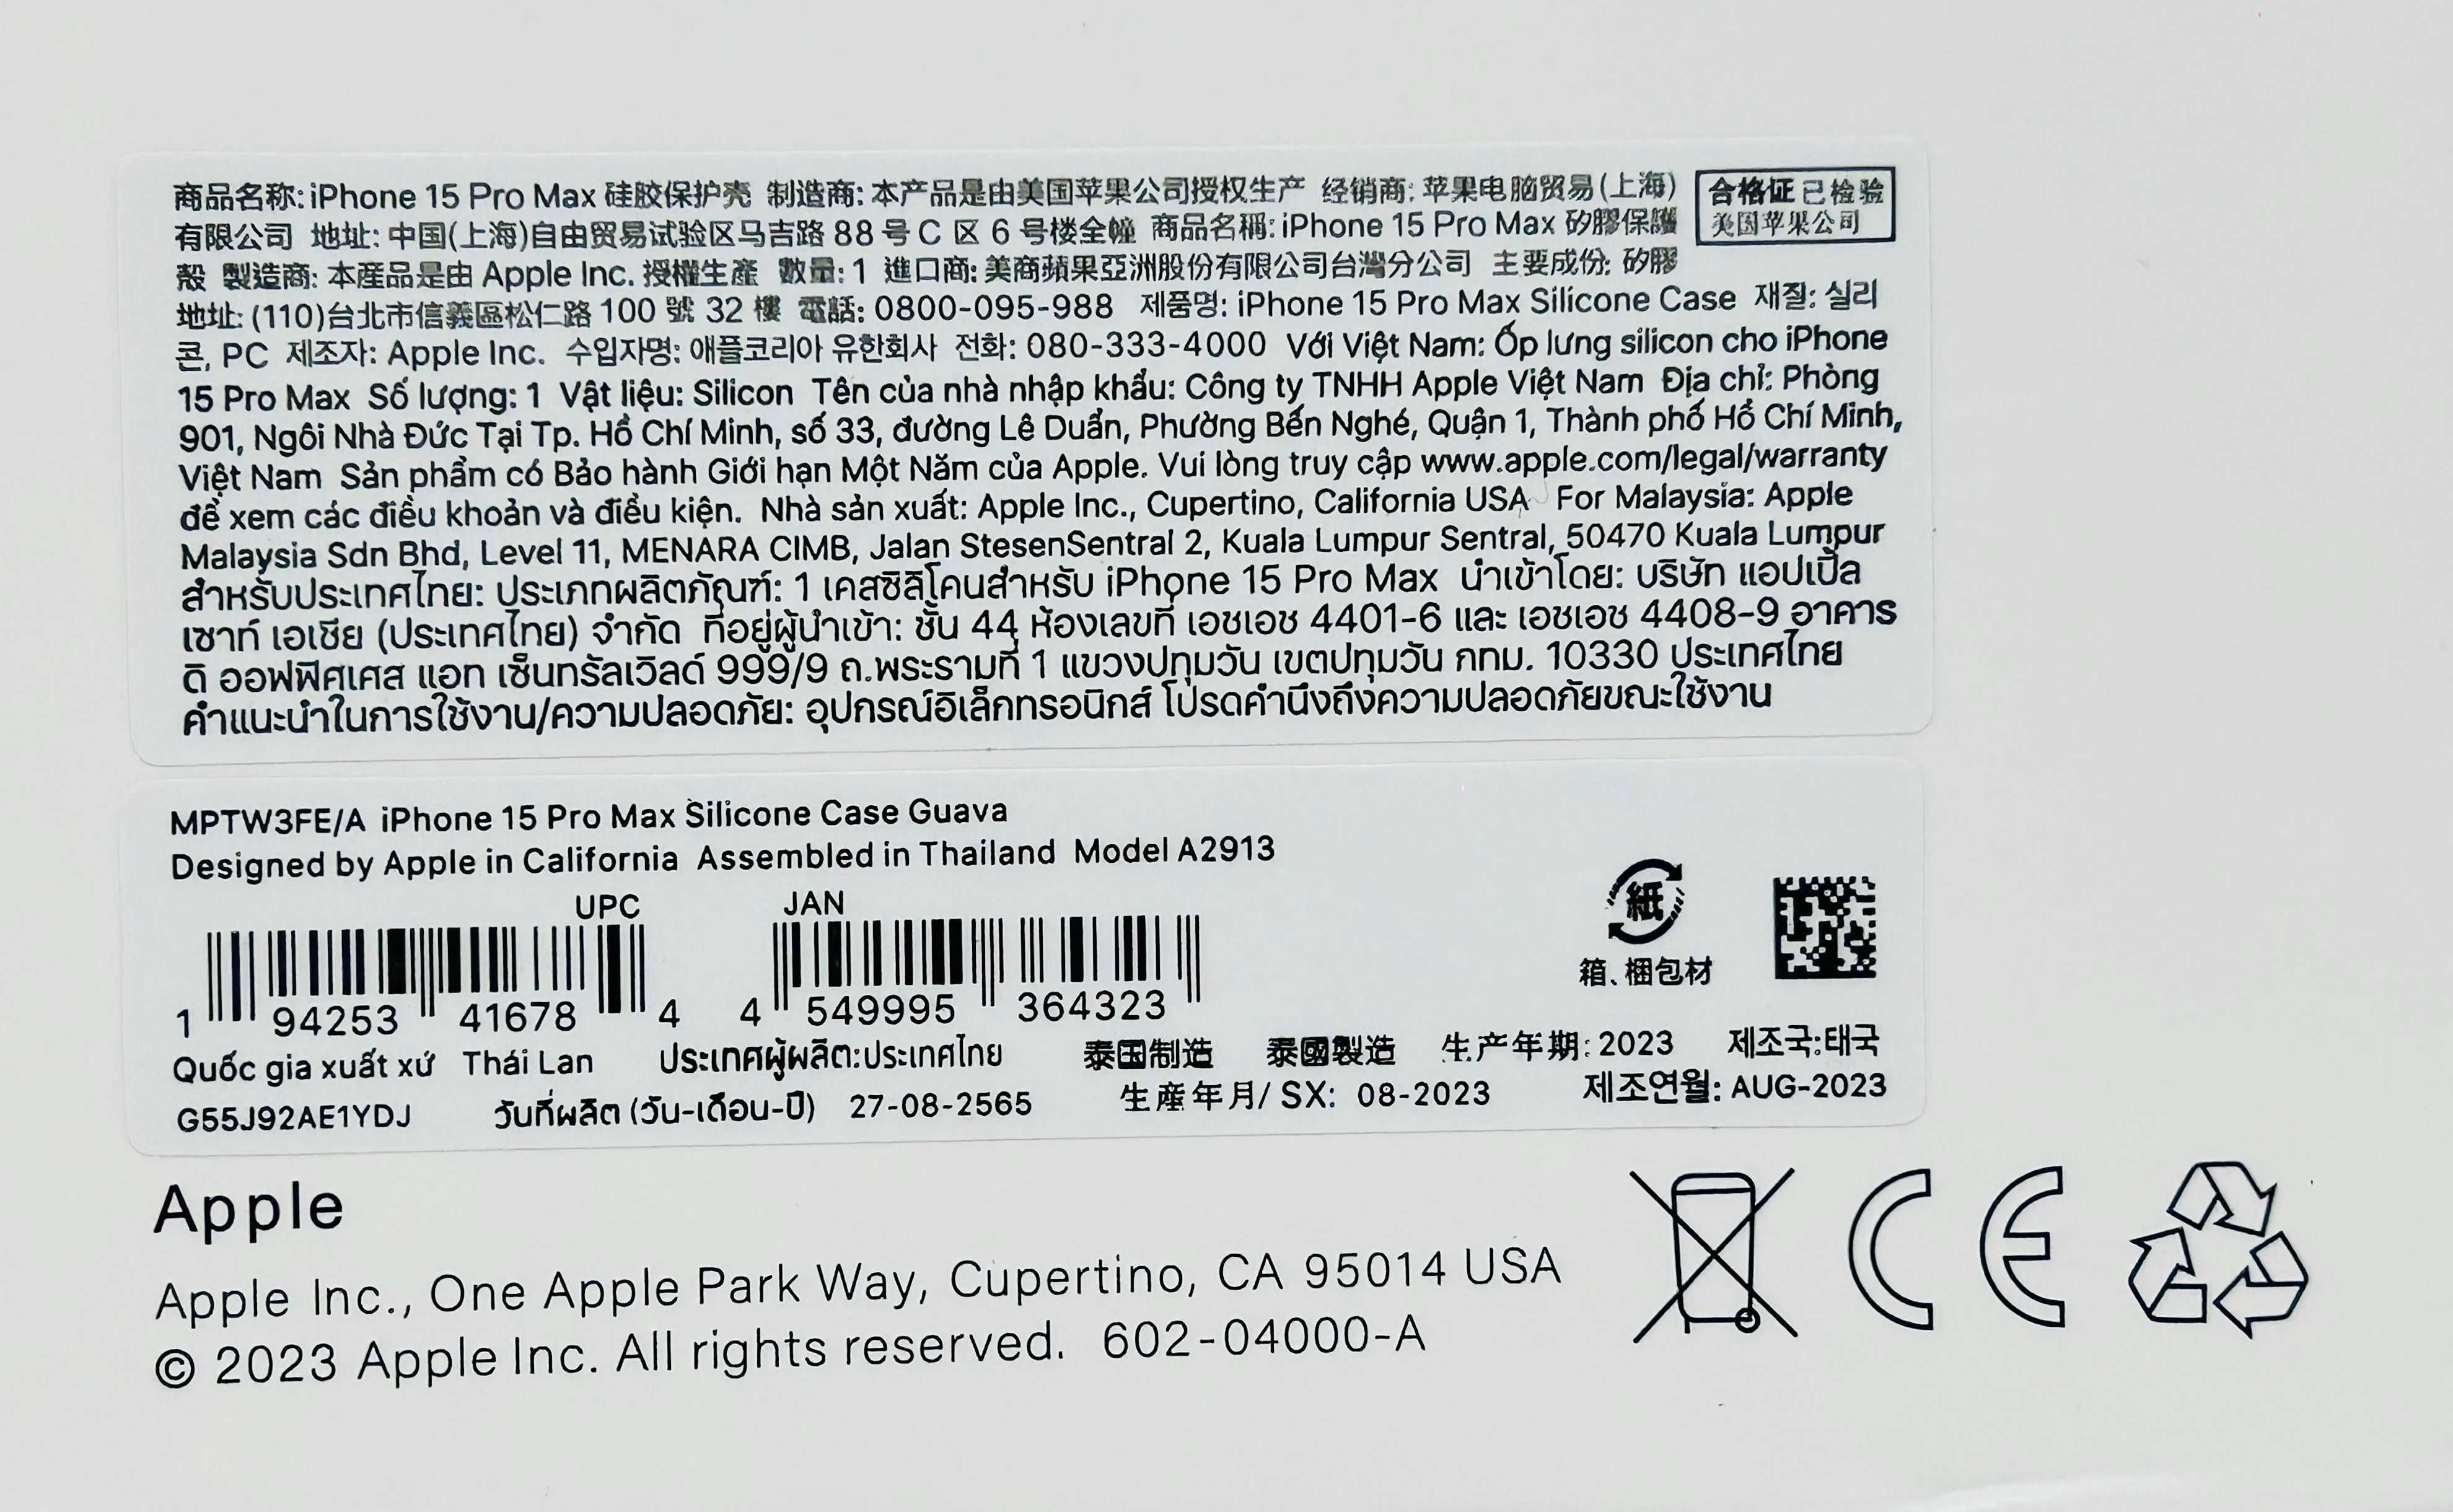 商品名称: iPhone 15 Pro Max 硅胶保护壳 制造商: 本产品是由美国苹果公司授权生产 经销商: 苹果电脑贸易(上海)
合格证 已检验
美国苹果公司
有限公司 地址: 中国(上海)自由贸易试验区马吉路 88 号 C 区 6 号楼全幢 商品名稱: iPhone 15 Pro Max 矽膠保護
殼 製造商: 本產品是由 Apple Inc. 授權生產 數量: 1 進口商: 美商蘋果亞洲股份有限公司台灣分公司 主要成份: 矽膠
地址: (110)台北市信義區松仁路 100 號 32 樓 電話: 0800-095-988 제품명: iPhone 15 Pro Max Silicone Case 재질: 실리
콘, PC 제조자: Apple Inc. 수입자명: 애플코리아 유한회사 전화: 080-333-4000 Với Việt Nam: Ốp lưng silicon cho iPhone
15 Pro Max Số lượng: 1 Vật liệu: Silicon Tên của nhà nhập khẩu: Công ty TNHH Apple Việt Nam Địa chỉ: Phòng
901, Ngôi Nhà Đức Tại Tp. Hồ Chí Minh, số 33, đường Lê Duẩn, Phường Bến Nghé, Quận 1, Thành phố Hồ Chí Minh,
Việt Nam Sản phẩm có Bảo hành Giới hạn Một Năm của Apple. Vui lòng truy cập www.apple.com/legal/warranty
để xem các điều khoản và điều kiện. Nhà sản xuất: Apple Inc., Cupertino, California USA For Malaysia: Apple
Malaysia Sdn Bhd, Level 11, MENARA CIMB, Jalan StesenSentral 2, Kuala Lumpur Sentral, 50470 Kuala Lumpur
สำหรับประเทศไทย: ประเภทผลิตภัณฑ์: 1 เคสซิลิโคนสำหรับ iPhone 15 Pro Max นำเข้าโดย: บริษัท แอปเปิ้ล
เซาท์ เอเชีย (ประเทศไทย) จำกัด ที่อยู่ผู้นำเข้า: ชั้น 44 ห้องเลขที่ เอชเอช 4401-6 และ เอชเอช 4408-9 อาคาร
ดิ ออฟฟิศเศส แอท เซ็นทรัลเวิลด์ 999/9 ถ.พระรามที่ 1 แขวงปทุมวัน เขตปทุมวัน กทม. 10330 ประเทศไทย
คำแนะนำในการใช้งาน/ความปลอดภัย: อุปกรณ์อิเล็กทรอนิกส์ โปรดคำนึงถึงความปลอดภัยขณะใช้งาน
MPTW3FE/A iPhone 15 Pro Max Silicone Case Guava
Designed by Apple in California Assembled in Thailand Model A2913
UPC JAN
紙
箱、梱包材
1 94253 41678 4 4 549995 364323
Quốc gia xuất xứ Thái Lan ประเทศผู้ผลิต:ประเทศไทย 泰国制造 泰國製造 生产年期: 2023 제조국:태국
G55J92AE1YDJ วันที่ผลิต (วัน-เดือน-ปี) 27-08-2565 生産年月/ SX: 08-2023 제조연월: AUG-2023
Apple
Apple Inc., One Apple Park Way, Cupertino, CA 95014 USA
© 2023 Apple Inc. All rights reserved. 602-04000-A
CE